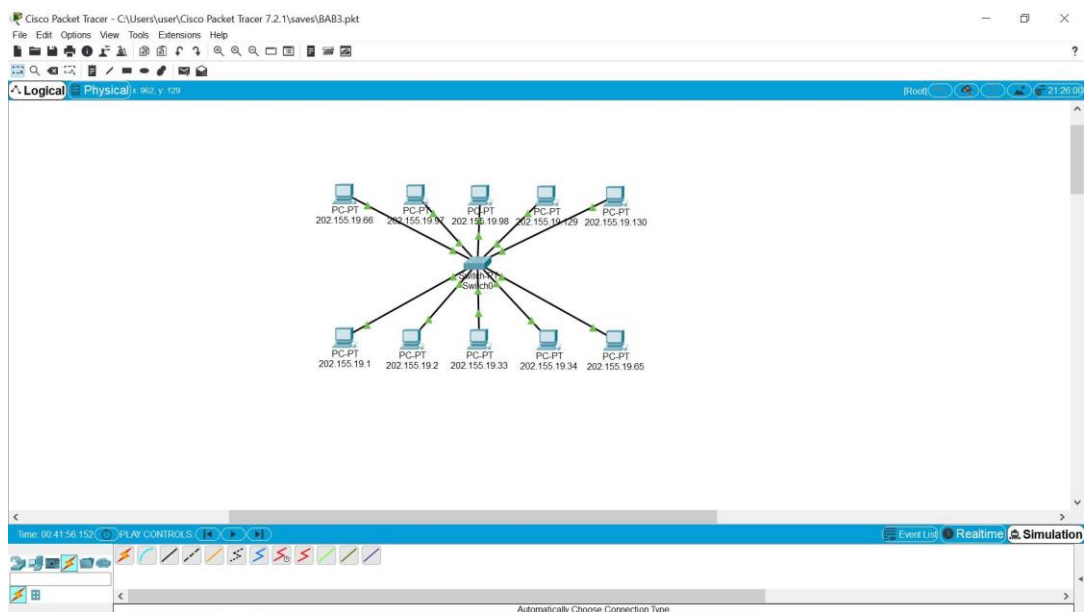 Cisco Packet Tracer - C:\Users\user\Cisco Packet Tracer 7.2.1\saves\BAB3.pkt
File Edit Options View Tools Extensions Help
?
Logical Physical x: 962, y: 129 [Root] 21:26:00
PC-PT PC-PT PC-PT PC-PT PC-PT
202.155.19.66 202.155.19.97 202.155.19.98 202.155.19.129 202.155.19.130
Switch-PT
Switch0
PC-PT PC-PT PC-PT PC-PT PC-PT
202.155.19.1 202.155.19.2 202.155.19.33 202.155.19.34 202.155.19.65
Time: 00:41:56.152 PLAY CONTROLS: Event List Realtime Simulation
Automatically Choose Connection Type